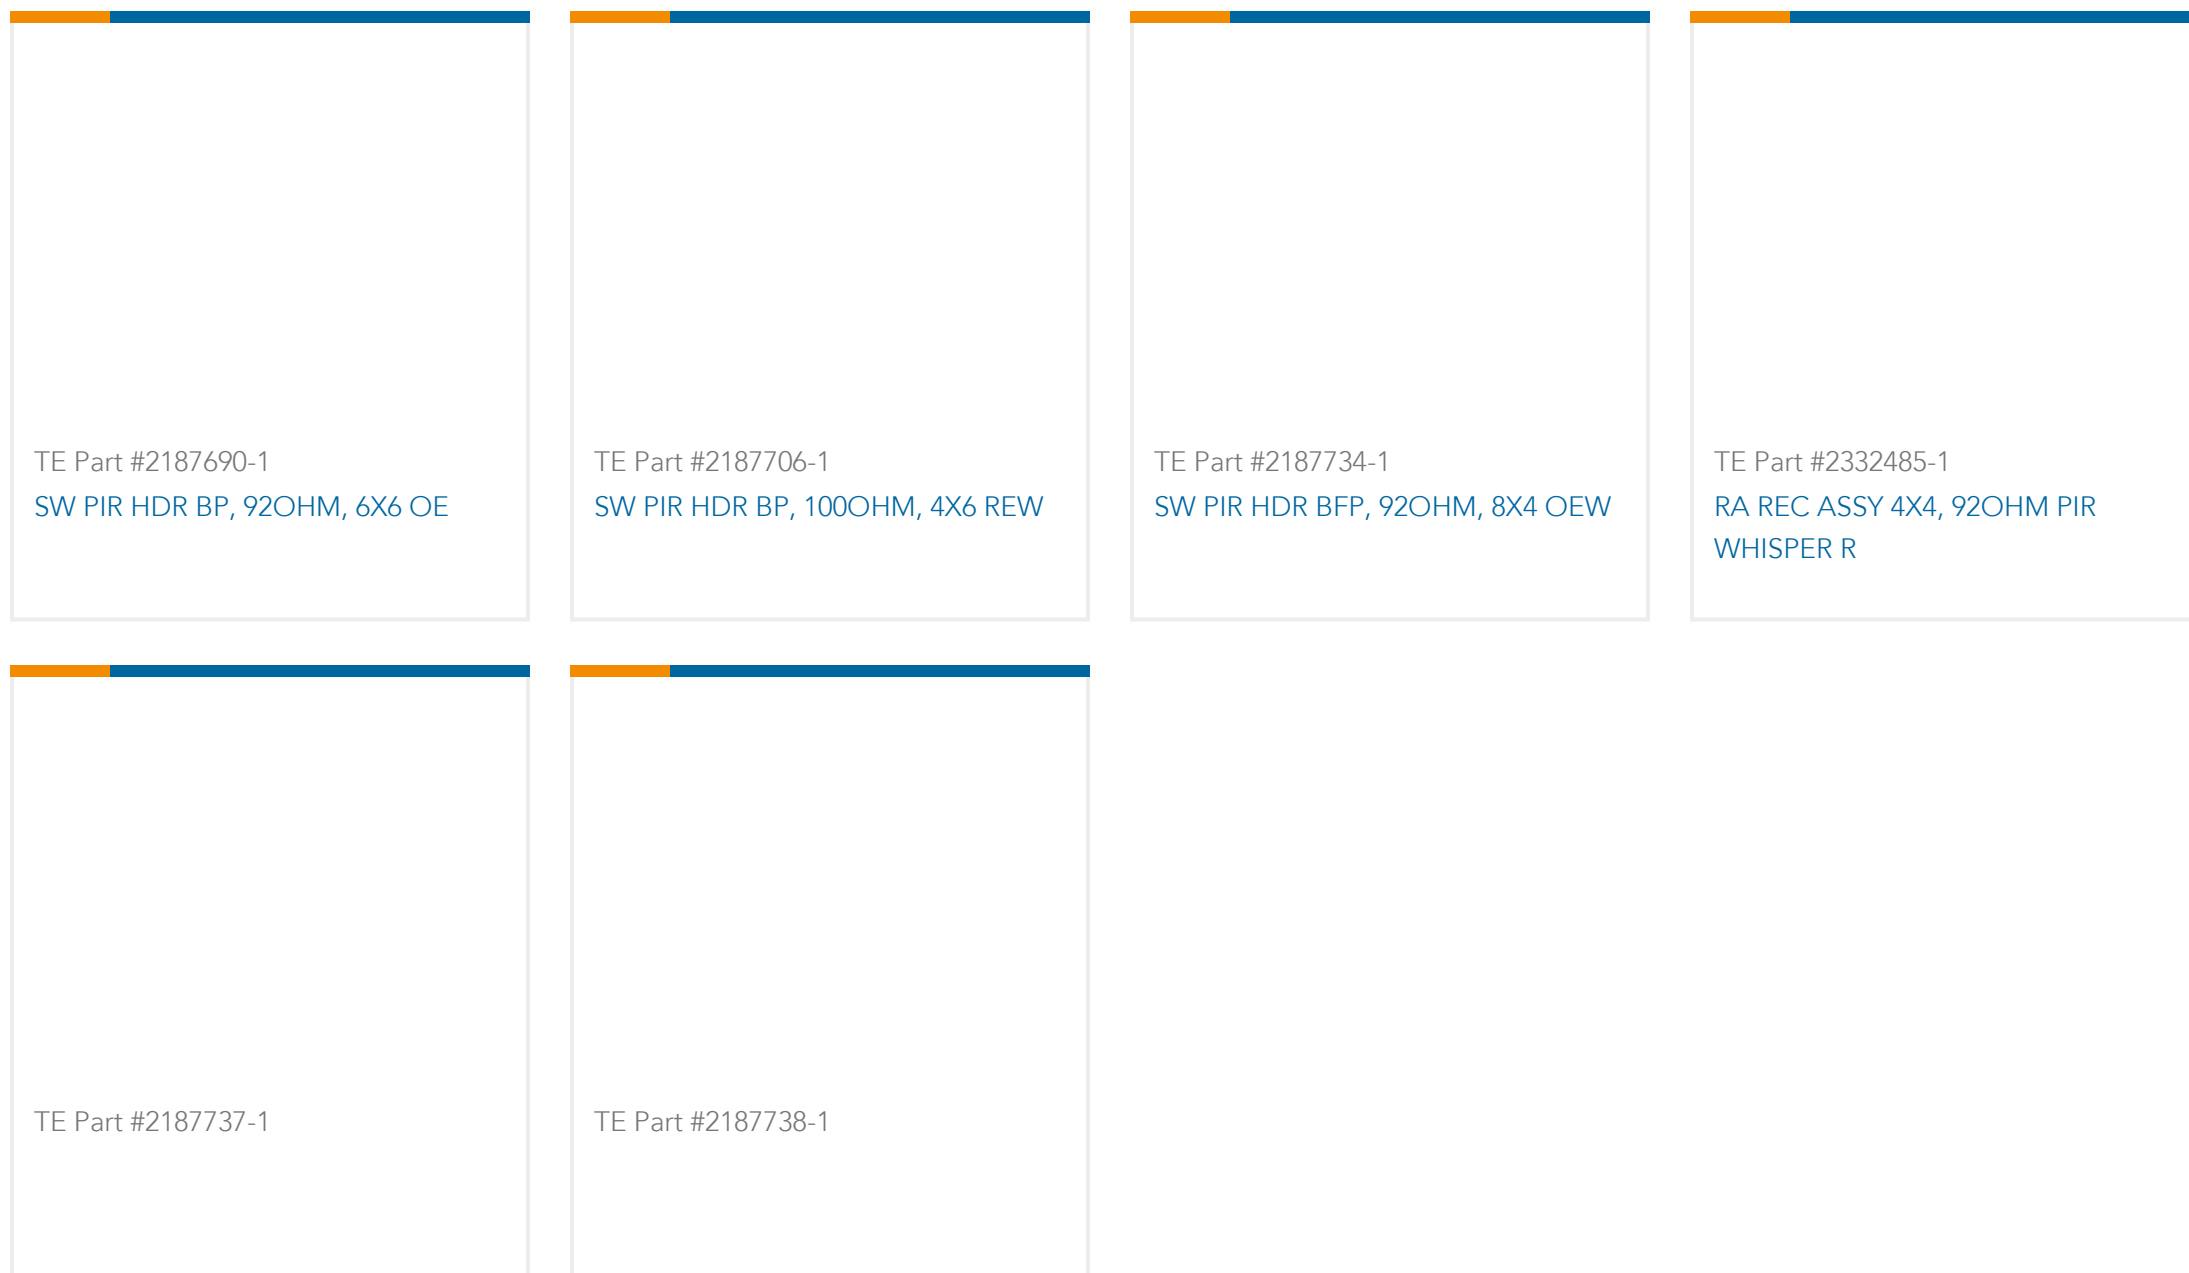 TE Part #2187690-1
SW PIR HDR BP, 92OHM, 6X6 OE
TE Part #2187706-1
SW PIR HDR BP, 100OHM, 4X6 REW
TE Part #2187734-1
SW PIR HDR BFP, 92OHM, 8X4 OEW
TE Part #2332485-1
RA REC ASSY 4X4, 92OHM PIR
WHISPER R
TE Part #2187737-1
TE Part #2187738-1